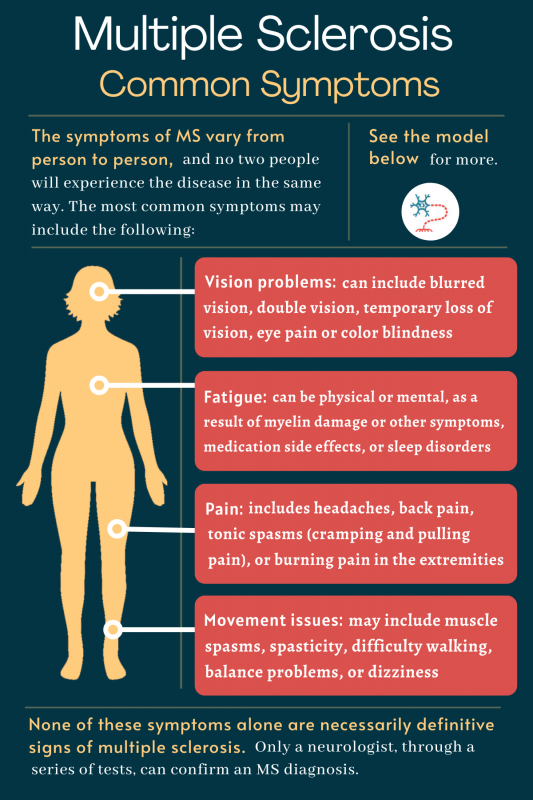 Multiple Sclerosis
Common Symptoms
The symptoms of MS vary from
person to person, and no two people
will experience the disease in the same
way. The most common symptoms may
include the following:
See the model
below for more.
Vision problems: can include blurred
vision, double vision, temporary loss of
vision, eye pain or color blindness
Fatigue: can be physical or mental, as a
result of myelin damage or other symptoms,
medication side effects, or sleep disorders
Pain: includes headaches, back pain,
tonic spasms (cramping and pulling
pain), or burning pain in the extremities
Movement issues: may include muscle
spasms, spasticity, difficulty walking,
balance problems, or dizziness
None of these symptoms alone are necessarily definitive
signs of multiple sclerosis. Only a neurologist, through a
series of tests, can confirm an MS diagnosis.